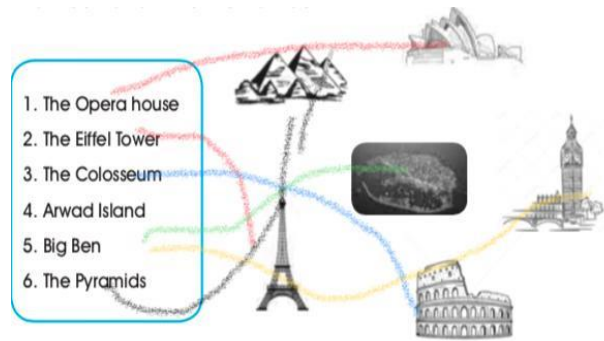 1. The Opera house
2. The Eiffel Tower
3. The Colosseum
4. Arwad Island
5. Big Ben
6. The Pyramids